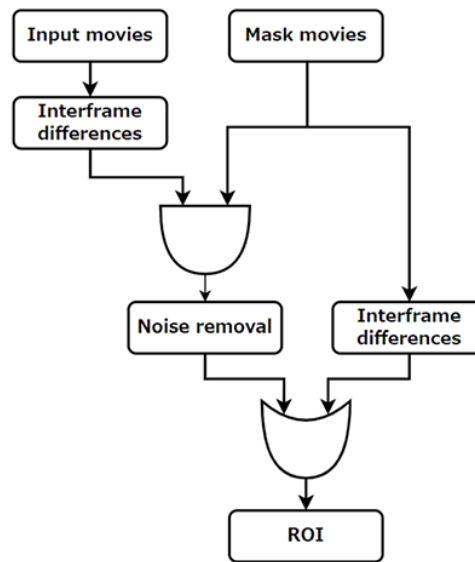 Input movies
Mask movies
Interframe
differences
Noise removal
Interframe
differences
ROI